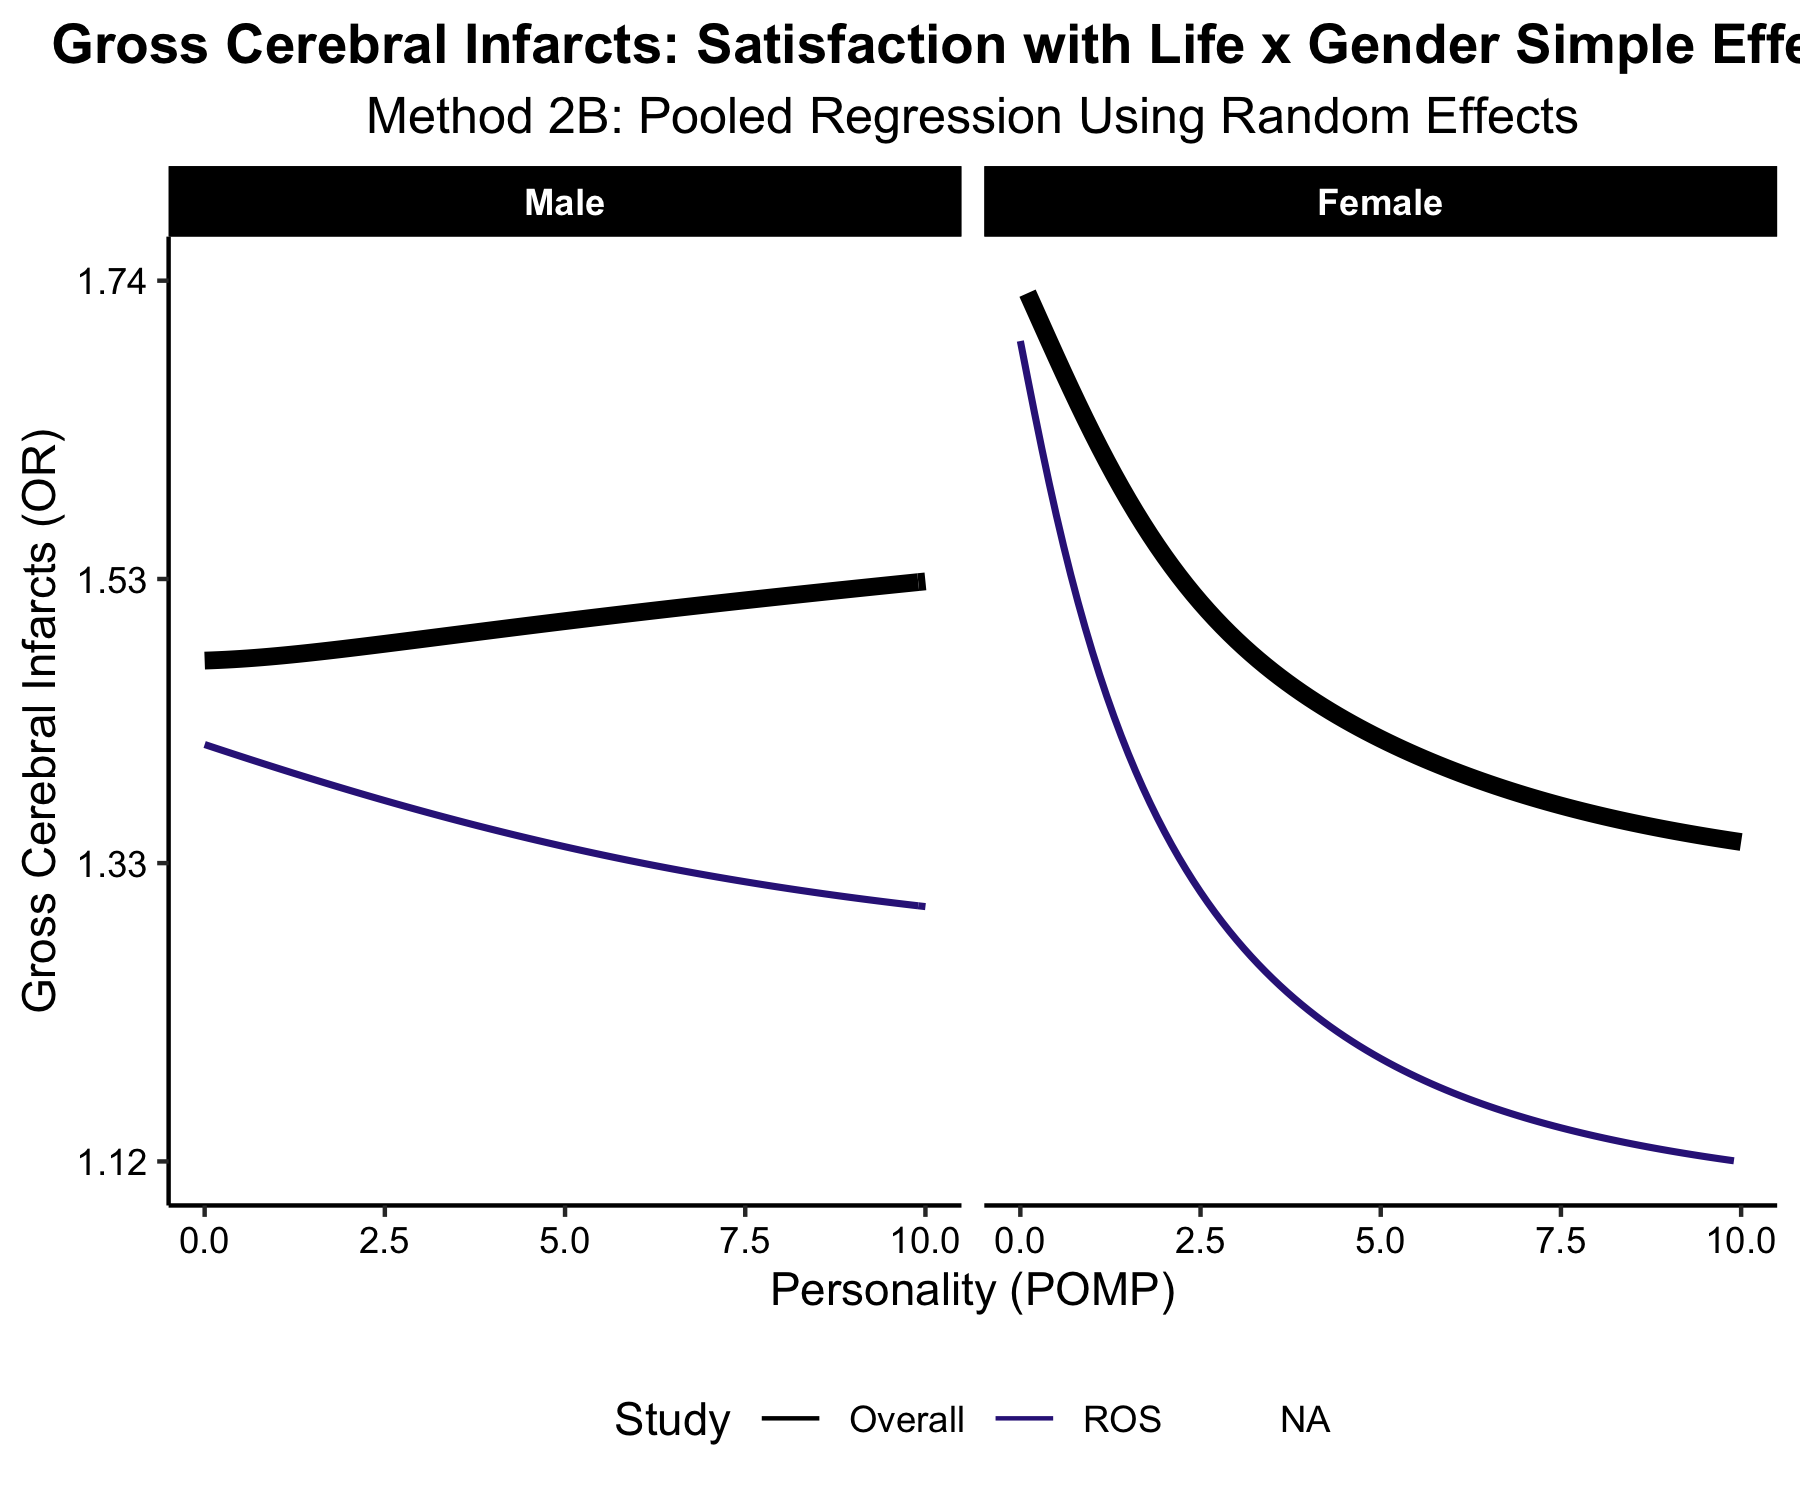 Gross Cerebral Infarcts: Satisfaction with Life x Gender Simple Effe
Method 2B: Pooled Regression Using Random Effects
Male Female
Gross Cerebral Infarcts (OR)
1.74
1.53
1.33
1.12
0.0 2.5 5.0 7.5 10.0 0.0 2.5 5.0 7.5 10.0
Personality (POMP)
Study Overall ROS NA